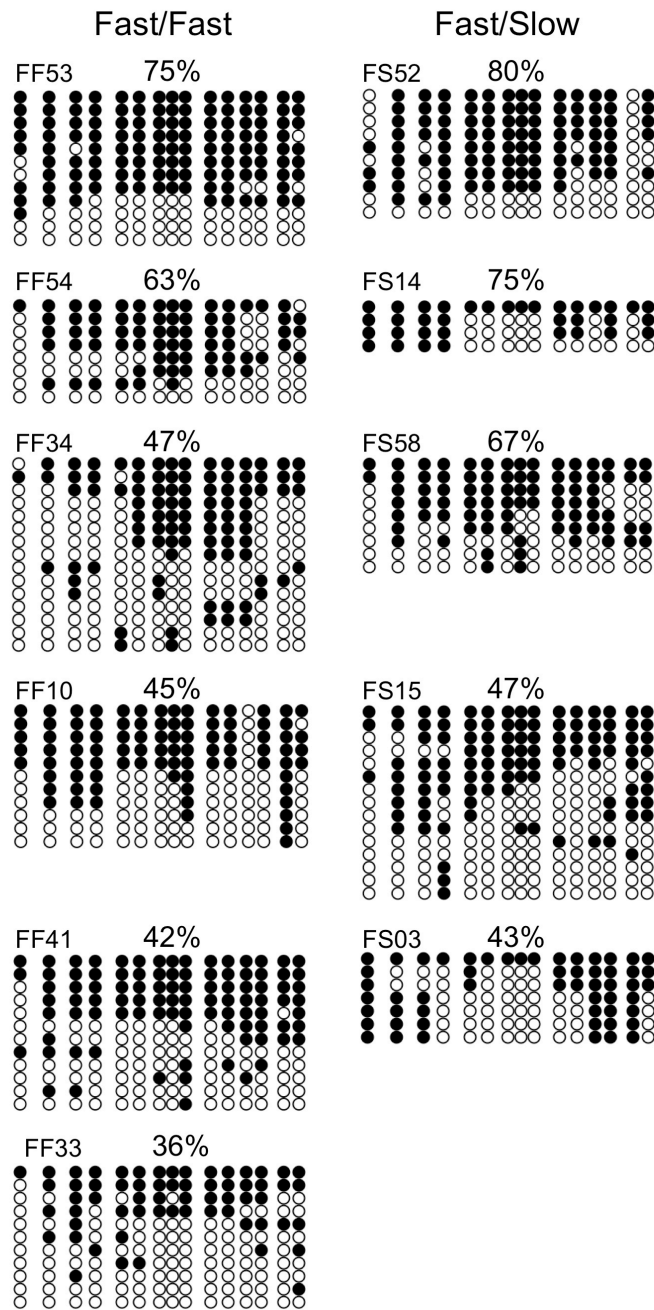 Fast/Fast Fast/Slow
FF53 75% FS52 80%
FF54 63% FS14 75%
FF34 47% FS58 67%
FF10 45% FS15 47%
FF41 42% FS03 43%
FF33 36%